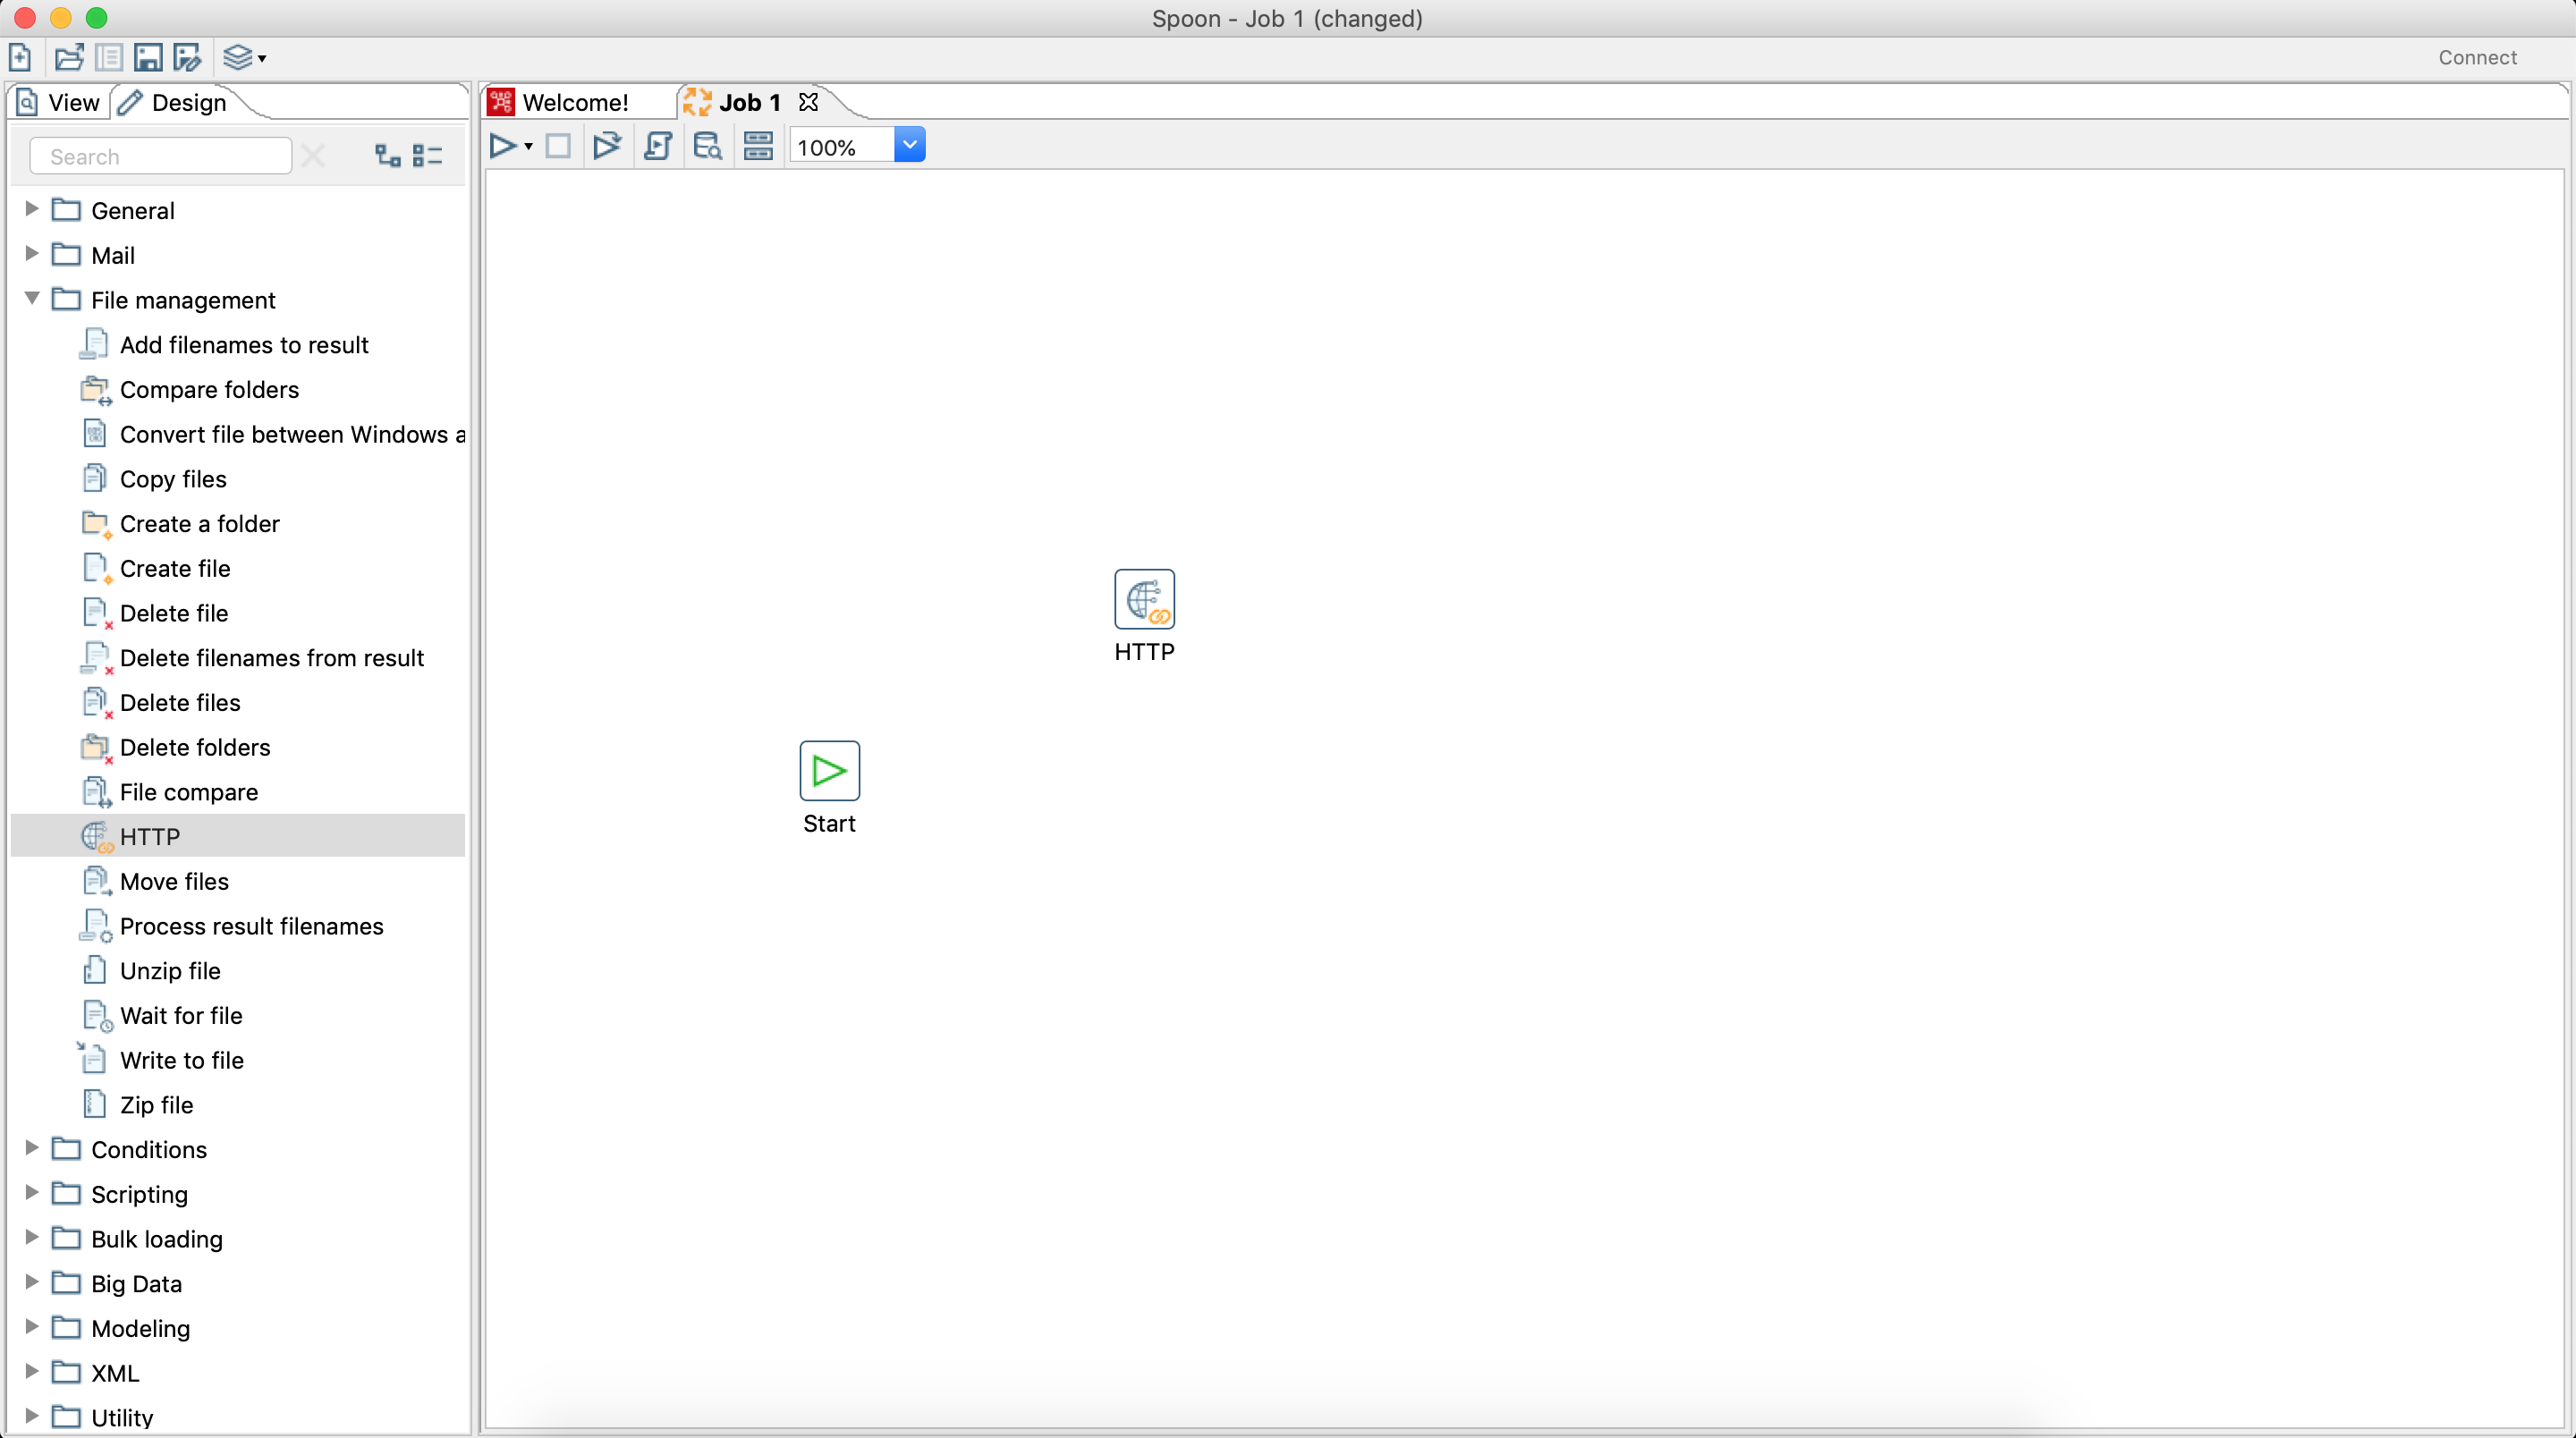 Spoon - Job 1 (changed)
Connect
View
Design
Welcome!
Job 1
Search
100%
General
Mail
File management
Add filenames to result
Compare folders
Convert file between Windows a
Copy files
Create a folder
Create file
Delete file
Delete filenames from result
Delete files
Delete folders
File compare
HTTP
Move files
Process result filenames
Unzip file
Wait for file
Write to file
Zip file
Conditions
Scripting
Bulk loading
Big Data
Modeling
XML
Utility
HTTP
Start